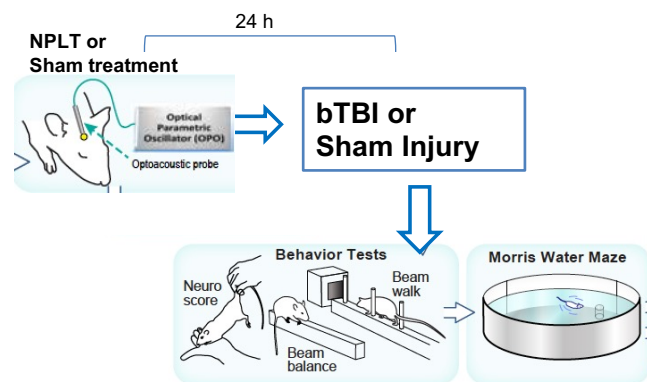 24 h
NPLT or
Sham treatment
Optical
Parametric
Oscillator (OPO)
Optoacoustic probe
bTBI or
Sham Injury
Behavior Tests
Neuro
score
Beam
walk
Beam
balance
Morris Water Maze